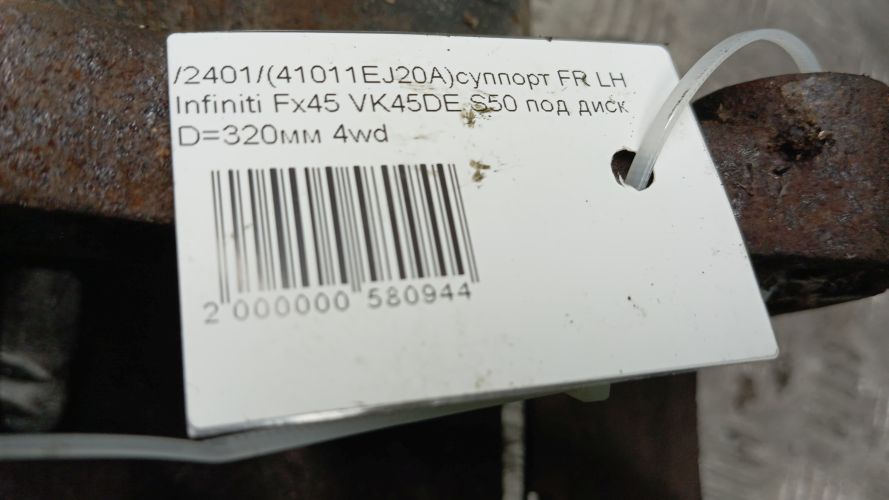 /2401/(41011EJ20A)суппорт FR LH
Infiniti Fx45 VK45DE S50 под диск
D=320мм 4wd
2 000000 580944